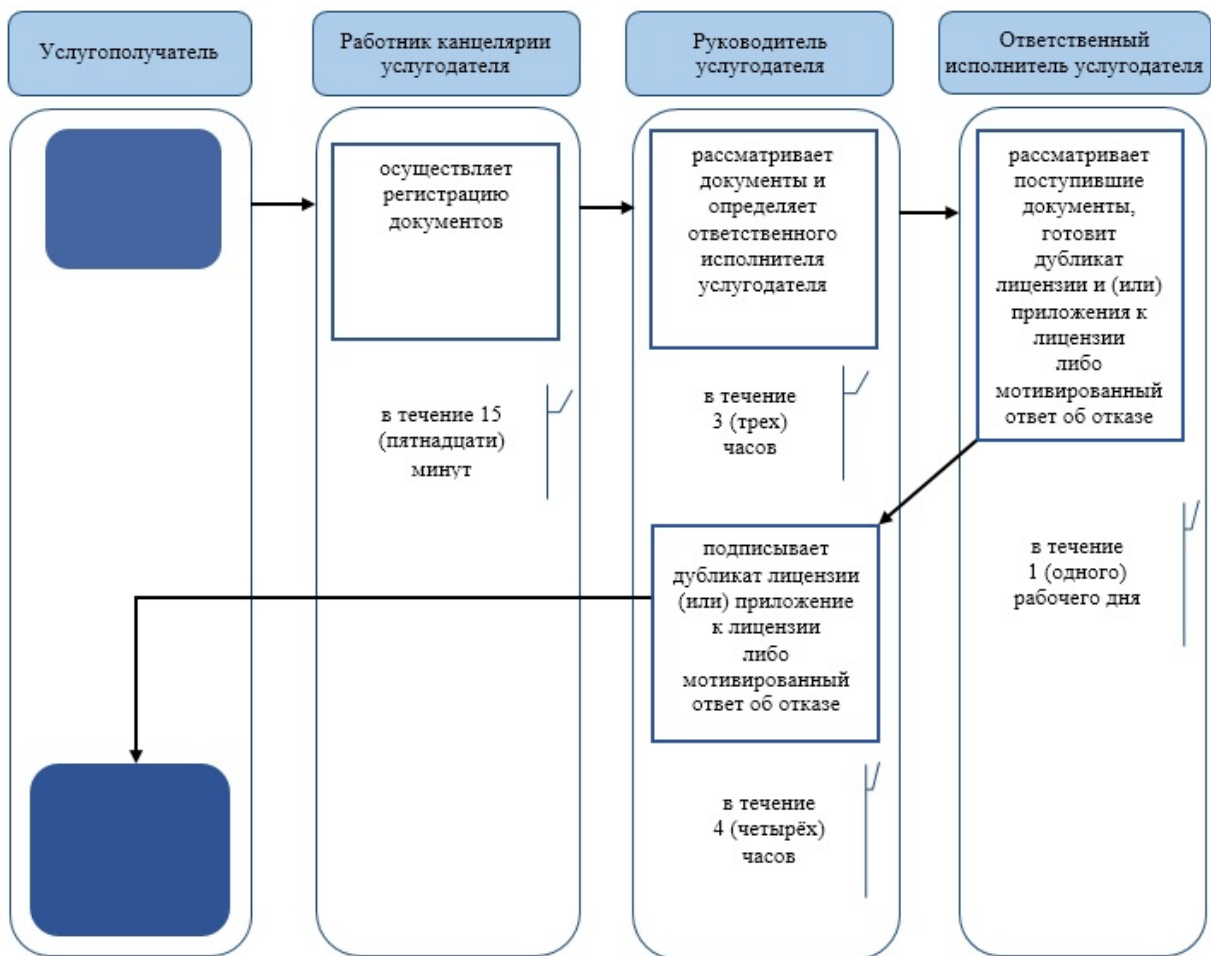 Услугополучатель
Работник канцелярии
услугодателя
Руководитель
услугодателя
Ответственный
исполнитель услугодателя
осуществляет
регистрацию
документов
в течение 15
(пятнадцати)
минут
рассматривает
документы и
определяет
ответственного
исполнителя
услугодателя
в течение
3 (трех)
часов
рассматривает
поступившие
документы,
готовит
дубликат
лицензии и (или)
приложения к
лицензии
либо
мотивированный
ответ об отказе
в течение
1 (одного)
рабочего дня
подписывает
дубликат лицензии
(или) приложение
к лицензии
либо
мотивированный
ответ об отказе
в течение
4 (четырёх)
часов